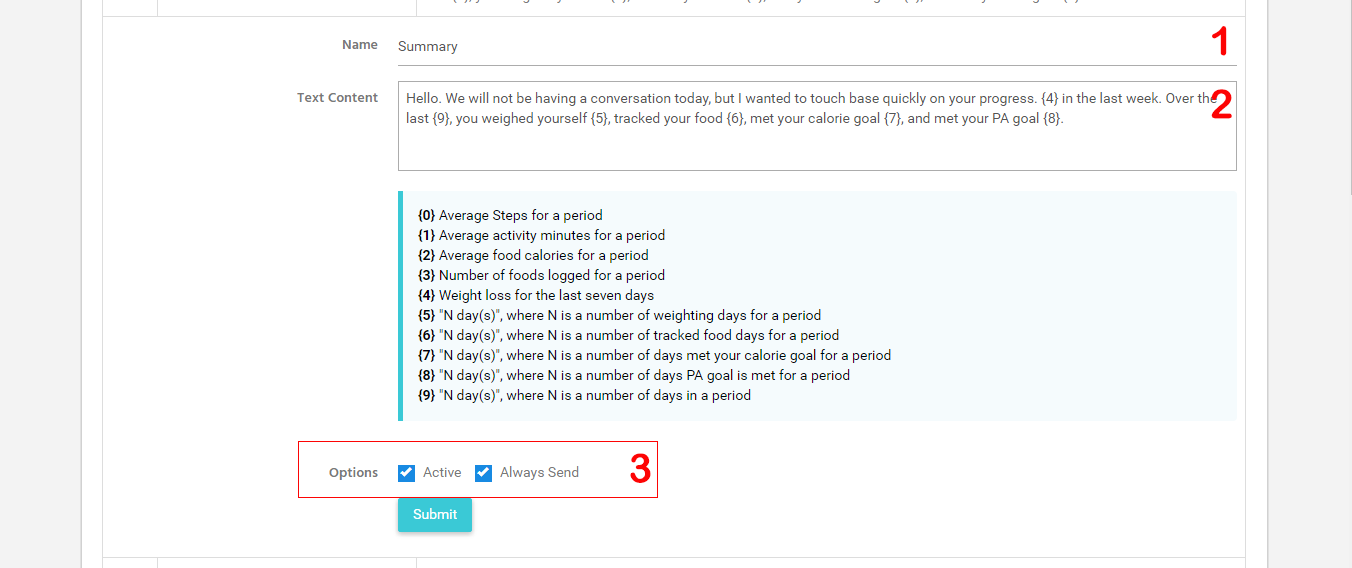 Name
Summary
1
Text Content
Hello. We will not be having a conversation today, but I wanted to touch base quickly on your progress. {4} in the last week. Over the
last {9}, you weighed yourself {5}, tracked your food {6}, met your calorie goal {7}, and met your PA goal {8}.
2
{0} Average Steps for a period
{1} Average activity minutes for a period
{2} Average food calories for a period
{3} Number of foods logged for a period
{4} Weight loss for the last seven days
{5} "N day(s)", where N is a number of weighting days for a period
{6} "N day(s)", where N is a number of tracked food days for a period
{7} "N day(s)", where N is a number of days met your calorie goal for a period
{8} "N day(s)", where N is a number of days PA goal is met for a period
{9} "N day(s)", where N is a number of days in a period
Options
Active
Always Send
3
Submit